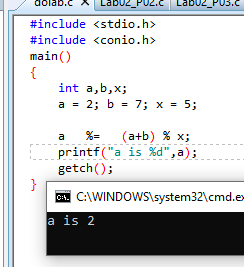 dolab.c Lab02_P02.c Lab02_P03.c
#include <stdio.h>
#include <conio.h>
main()
{
int a,b,x;
a = 2; b = 7; x = 5;
a %= (a+b) % x;
printf("a is %d",a);
getch();
}
C:\WINDOWS\system32\cmd.ex
a is 2